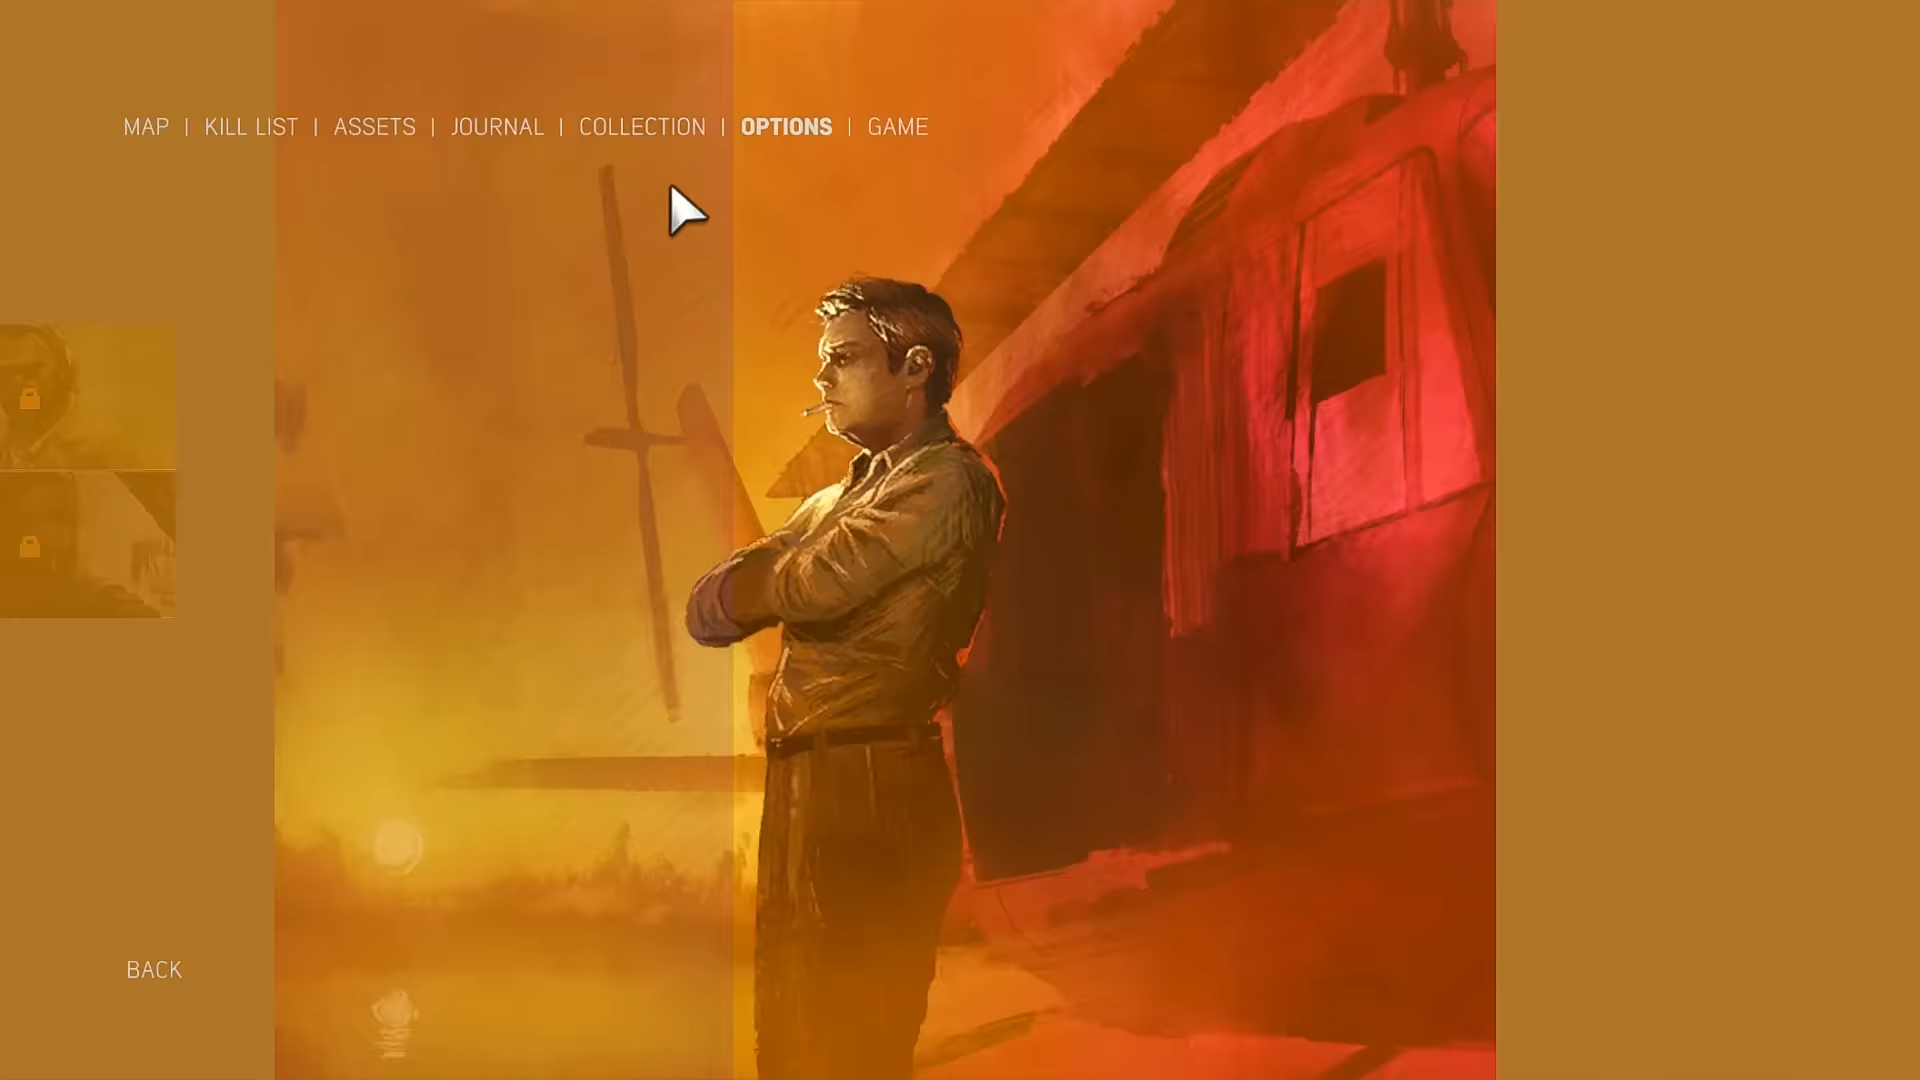 MAP | KILL LIST | ASSETS | JOURNAL | COLLECTION | OPTIONS | GAME
BACK